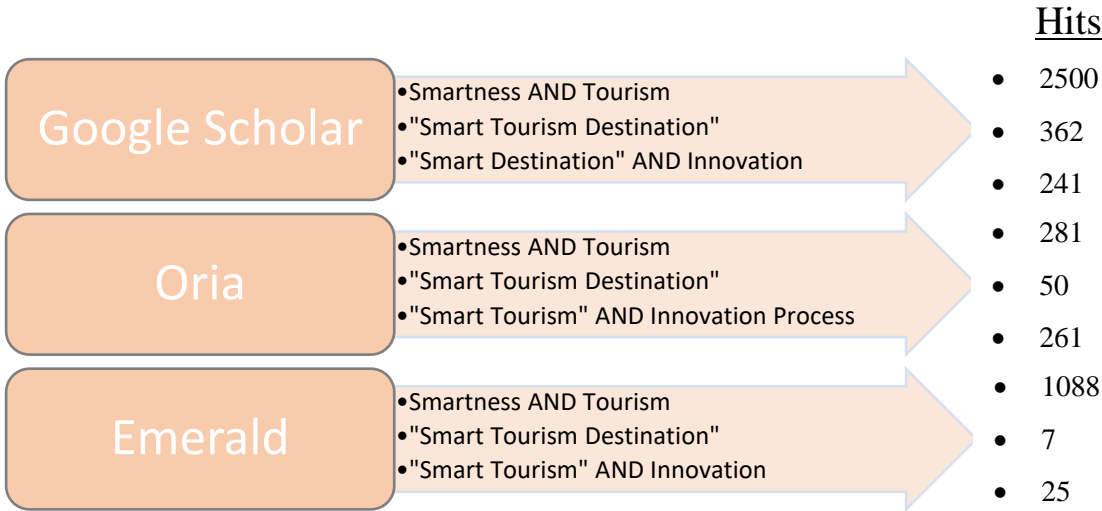 Hits
Google Scholar
•Smartness AND Tourism
•"Smart Tourism Destination"
•"Smart Destination" AND Innovation
• 2500
• 362
• 241
Oria
•Smartness AND Tourism
•"Smart Tourism Destination"
•"Smart Tourism" AND Innovation Process
• 281
• 50
• 261
Emerald
•Smartness AND Tourism
•"Smart Tourism Destination"
•"Smart Tourism" AND Innovation
• 1088
• 7
• 25